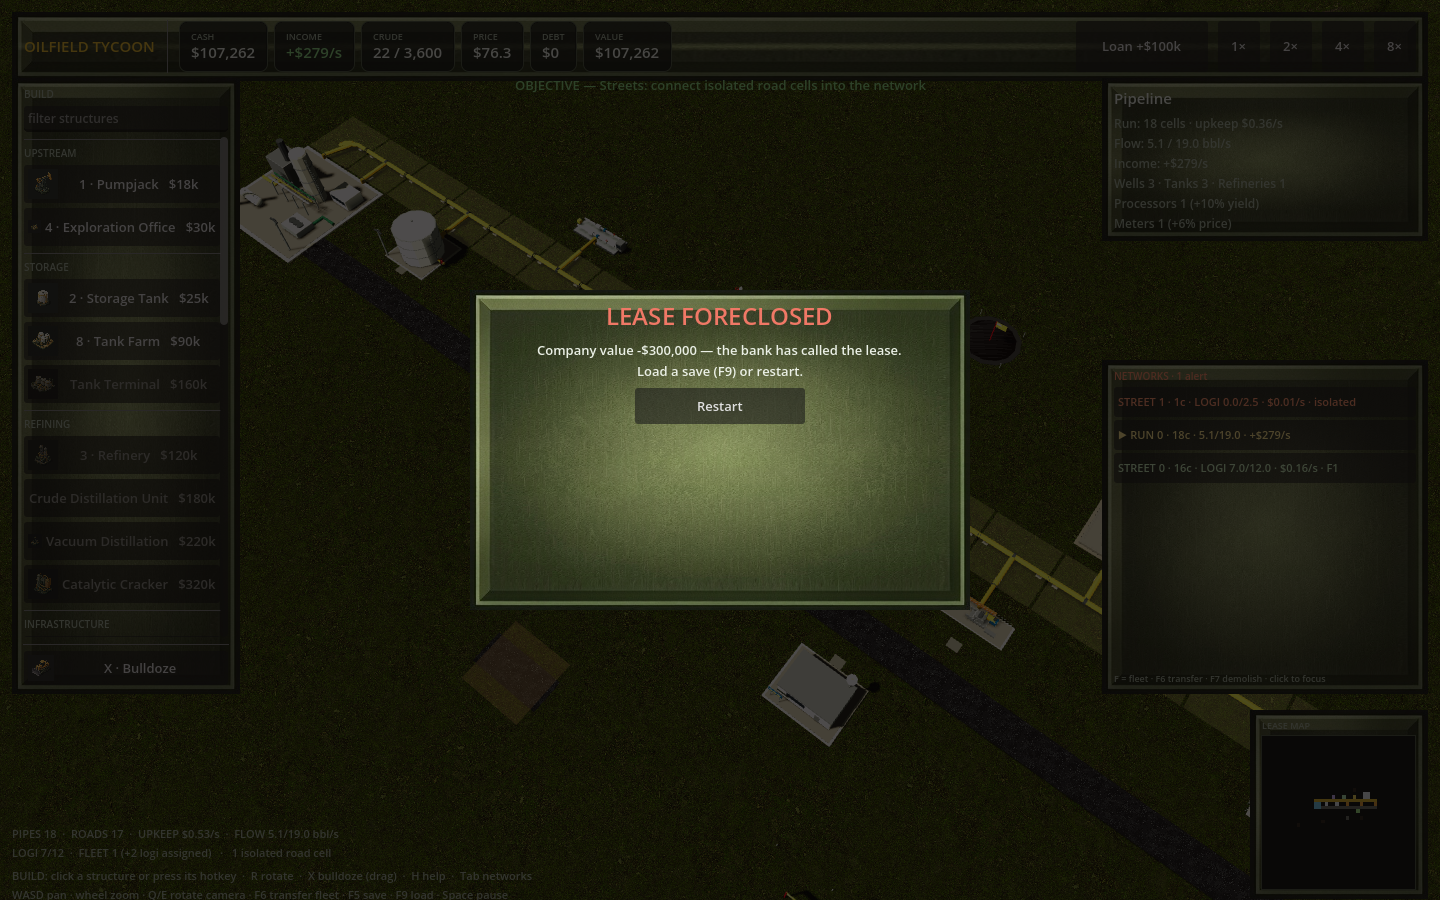 OILFIELD TYCOON
CASH
$107,262
INCOME
+$279/s
CRUDE
22 / 3,600
PRICE
$76.3
DEBT
$0
VALUE
$107,262
Loan +$100k
1×
2×
4×
8×
OBJECTIVE — Streets: connect isolated road cells into the network
BUILD
filter structures
UPSTREAM
1 · Pumpjack $18k
4 · Exploration Office $30k
STORAGE
2 · Storage Tank $25k
8 · Tank Farm $90k
Tank Terminal $160k
REFINING
3 · Refinery $120k
Crude Distillation Unit $180k
Vacuum Distillation $220k
Catalytic Cracker $320k
INFRASTRUCTURE
X · Bulldoze
LEASE FORECLOSED
Company value -$300,000 — the bank has called the lease.
Load a save (F9) or restart.
Restart
Pipeline
Run: 18 cells · upkeep $0.36/s
Flow: 5.1 / 19.0 bbl/s
Income: +$279/s
Wells 3 · Tanks 3 · Refineries 1
Processors 1 (+10% yield)
Meters 1 (+6% price)
NETWORKS · 1 alert
STREET 1 · 1c · LOGI 0.0/2.5 · $0.01/s · isolated
▶ RUN 0 · 18c · 5.1/19.0 · +$279/s
STREET 0 · 16c · LOGI 7.0/12.0 · $0.16/s · F1
F = fleet · F6 transfer · F7 demolish · click to focus
LEASE MAP
PIPES 18 · ROADS 17 · UPKEEP $0.53/s · FLOW 5.1/19.0 bbl/s
LOGI 7/12 · FLEET 1 (+2 logi assigned) · 1 isolated road cell
BUILD: click a structure or press its hotkey · R rotate · X bulldoze (drag) · H help · Tab networks
WASD pan · wheel zoom · Q/E rotate camera · F6 transfer fleet · F5 save · F9 load · Space pause